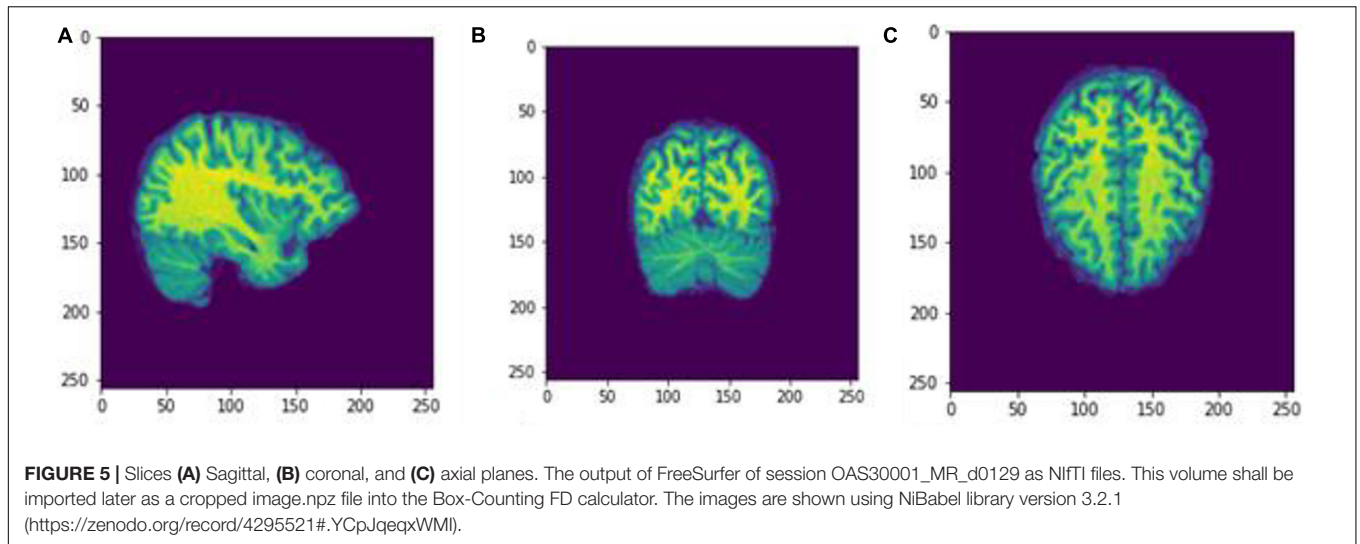 A
0
50
100
150
200
250
0 50 100 150 200 250
B
0
50
100
150
200
250
0 50 100 150 200 250
C
0
50
100
150
200
250
0 50 100 150 200 250
FIGURE 5 | Slices (A) Sagittal, (B) coronal, and (C) axial planes. The output of FreeSurfer of session OAS30001_MR_d0129 as NIfTI files. This volume shall be
imported later as a cropped image.npz file into the Box-Counting FD calculator. The images are shown using NiBabel library version 3.2.1
(https://zenodo.org/record/4295521#.YCpJqeqxWMI).